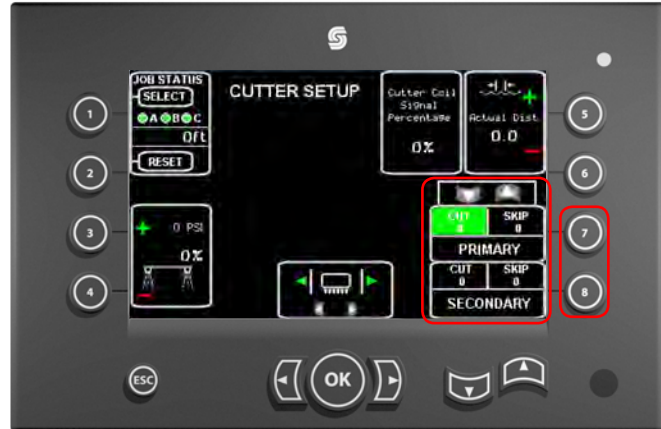 JOB STATUS
SELECT
A B C
0ft
RESET
CUTTER SETUP
Cutter Coil
Signal
Percentage
0%
+
Actual Dist.
0.0
-
+ 0 PSI
0%
-
CUT SKIP
0 0
PRIMARY
CUT SKIP
0 0
SECONDARY
1
2
3
4
5
6
7
8
ESC
OK